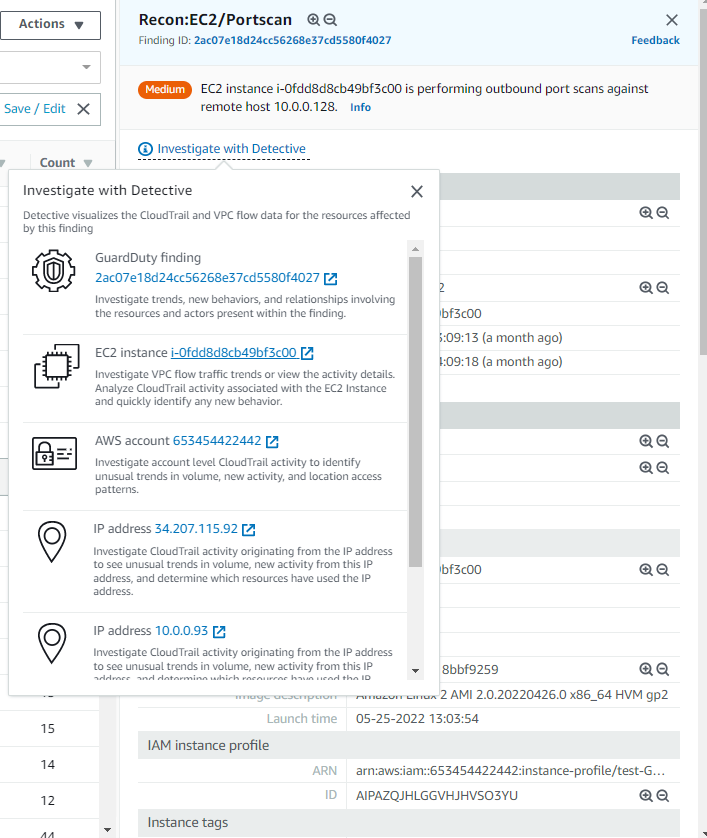 Actions
Recon:EC2/Portscan
Finding ID: 2ac07e18d24cc56268e37cd5580f4027
Feedback
Save / Edit
Medium
EC2 instance i-0fdd8d8cb49bf3c00 is performing outbound port scans against
remote host 10.0.0.128. Info
Count
Investigate with Detective
Investigate with Detective
Detective visualizes the CloudTrail and VPC flow data for the resources affected
by this finding
GuardDuty finding
2ac07e18d24cc56268e37cd5580f4027
Investigate trends, new behaviors, and relationships involving
the resources and actors present within the finding.
EC2 instance i-0fdd8d8cb49bf3c00
Investigate VPC flow traffic trends or view the activity details.
Analyze CloudTrail activity associated with the EC2 Instance
and quickly identify any new behavior.
AWS account 653454422442
Investigate account level CloudTrail activity to identify
unusual trends in volume, new activity, and location access
patterns.
IP address 34.207.115.92
Investigate CloudTrail activity originating from the IP address
to see unusual trends in volume, new activity from this IP
address, and determine which resources have used the IP
address.
IP address 10.0.0.93
Investigate CloudTrail activity originating from the IP address
to see unusual trends in volume, new activity from this IP
address, and determine which resources have used the IP
2
bf3c00
:09:13 (a month ago)
:09:18 (a month ago)
bf3c00
8bbf9259
Image description Amazon Linux 2 AMI 2.0.20220426.0 x86_64 HVM gp2
Launch time 05-25-2022 13:03:54
IAM instance profile
ARN arn:aws:iam::653454422442:instance-profile/test-G...
ID AIPAZQJHLGGVHJHVSO3YU
Instance tags
15
14
12
44